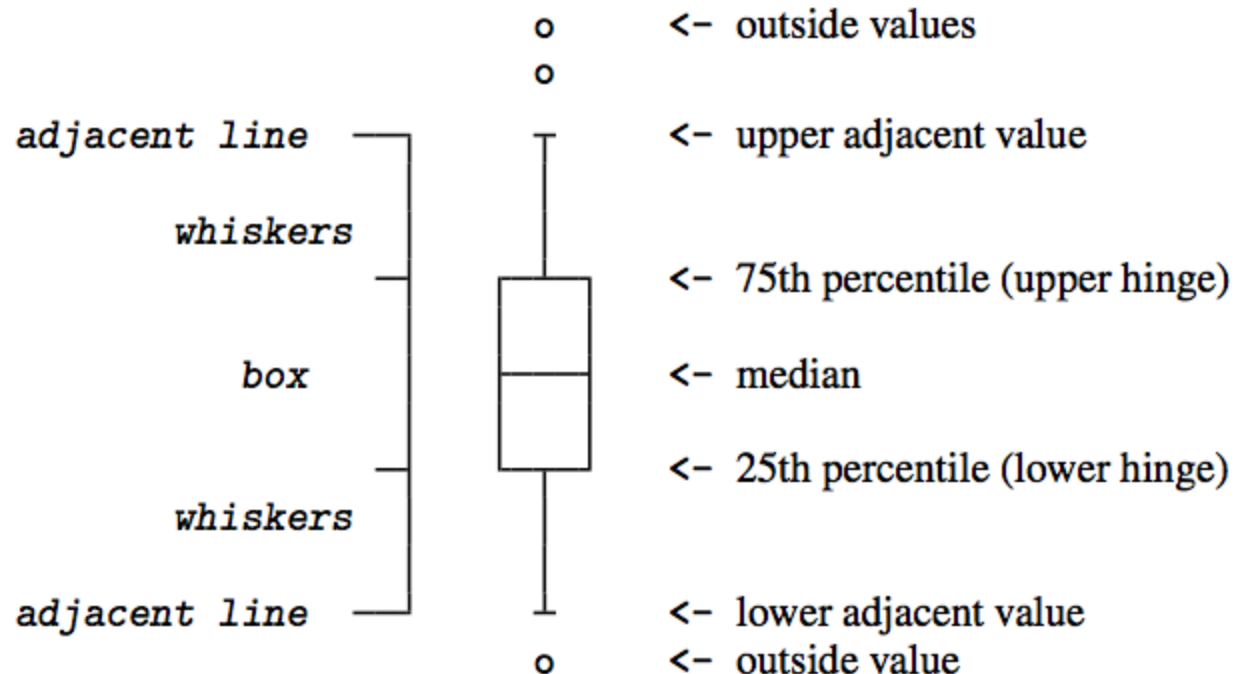 <- outside values
adjacent line <- upper adjacent value
whiskers
<- 75th percentile (upper hinge)
box <- median
<- 25th percentile (lower hinge)
whiskers
adjacent line <- lower adjacent value
<- outside value